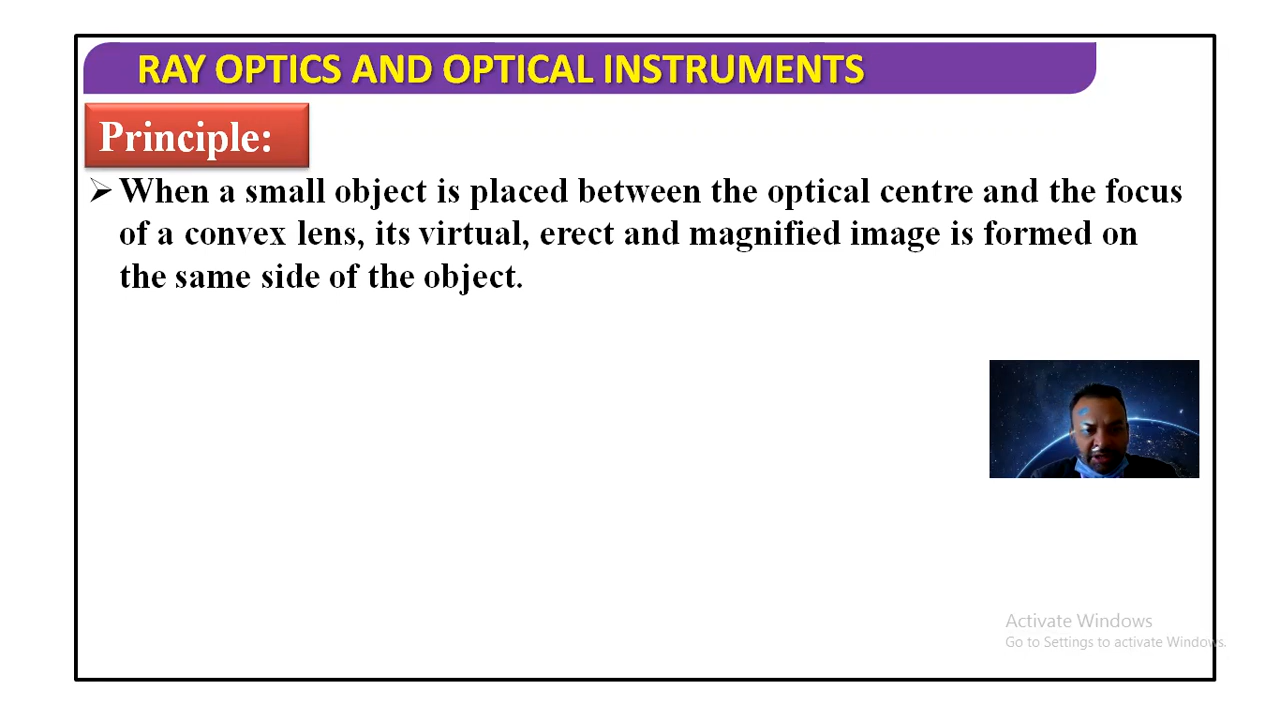 RAY OPTICS AND OPTICAL INSTRUMENTS
Principle:
➢ When a small object is placed between the optical centre and the focus
of a convex lens, its virtual, erect and magnified image is formed on
the same side of the object.
Activate Windows
Go to Settings to activate Windows.